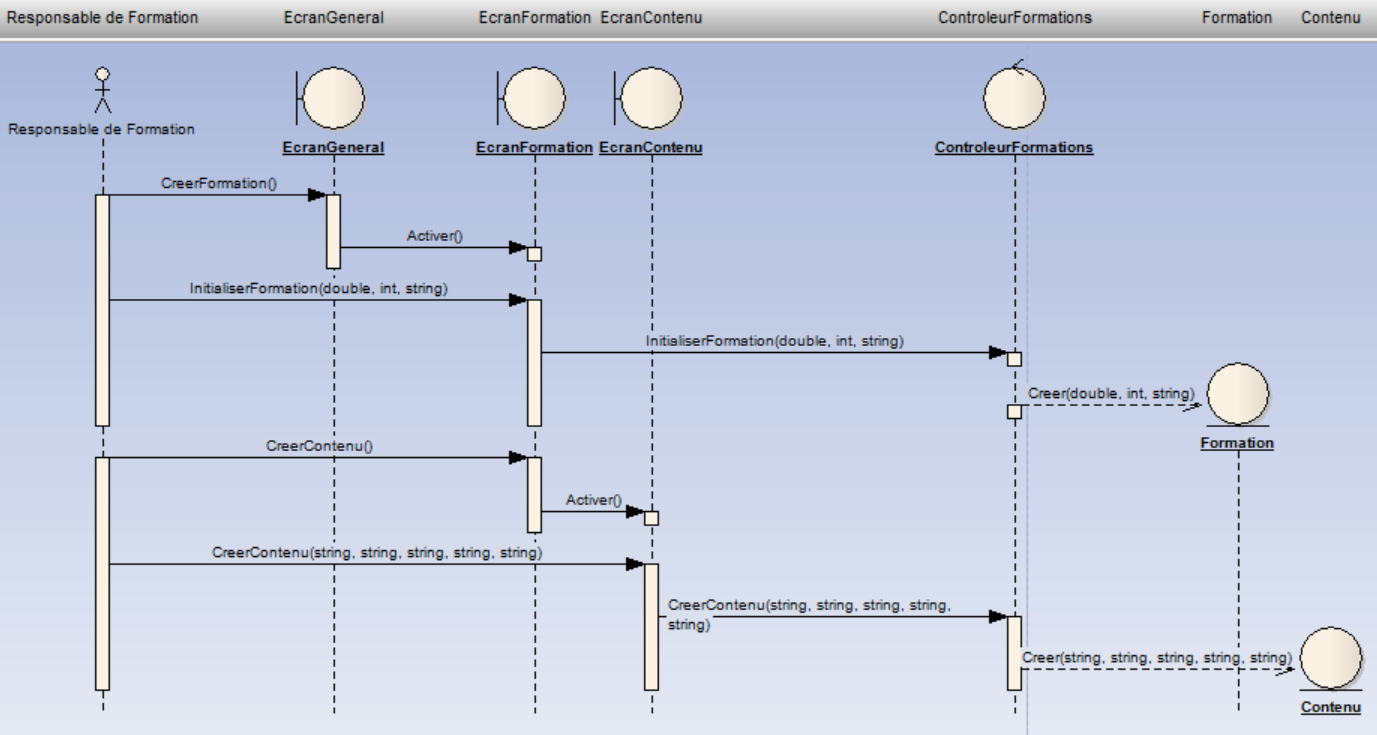 Responsable de Formation EcranGeneral EcranFormation EcranContenu ControleurFormations Formation Contenu
Responsable de Formation
EcranGeneral EcranFormation EcranContenu ControleurFormations
CreerFormation()
Activer()
InitialiserFormation(double, int, string)
InitialiserFormation(double, int, string)
Creer(double, int, string)
Formation
CreerContenu()
Activer()
CreerContenu(string, string, string, string, string)
CreerContenu(string, string, string, string,
string)
Creer(string, string, string, string, string)
Contenu